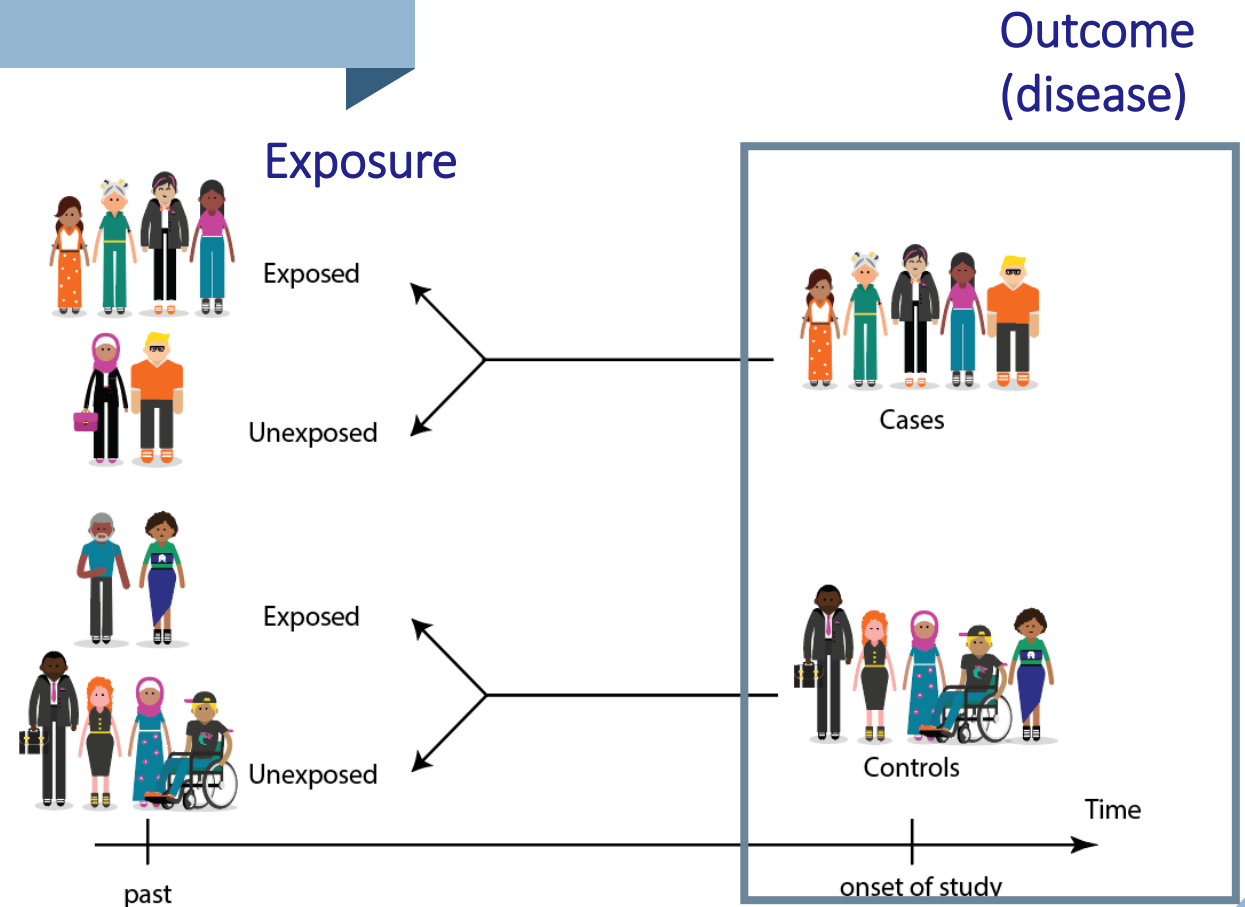 Outcome
(disease)
Exposure
Exposed
Unexposed
Cases
Exposed
Unexposed
Controls
Time
past
onset of study